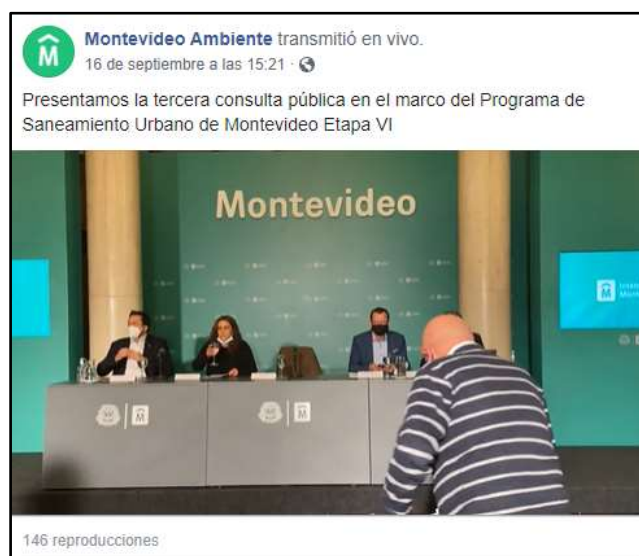 Montevideo Ambiente transmitió en vivo.
16 de septiembre a las 15:21 ·
Presentamos la tercera consulta pública en el marco del Programa de
Saneamiento Urbano de Montevideo Etapa VI
Montevideo
M
146 reproducciones